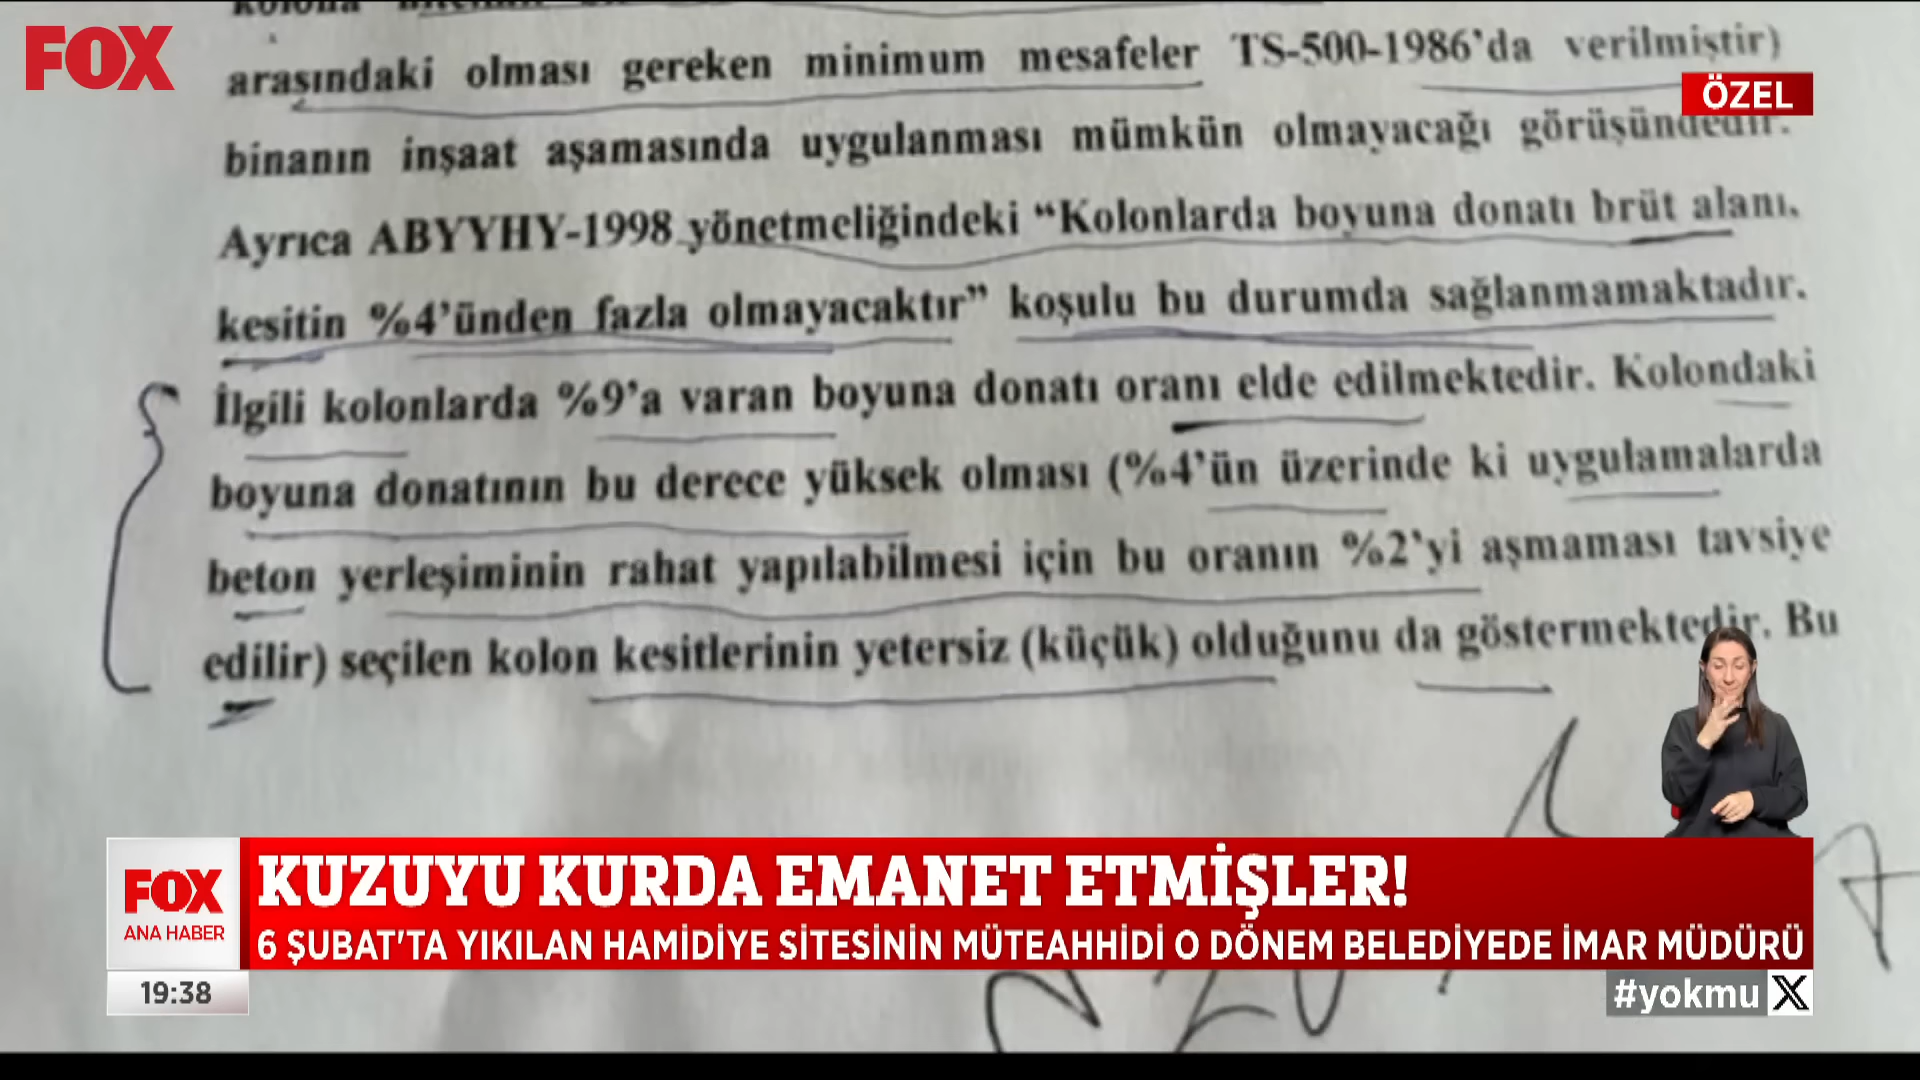 FOX
arasındaki olması gereken minimum mesafeler TS-500-1986'da verilmiştir)
ÖZEL
binanın inşaat aşamasında uygulanması mümkün olmayacağı görüşündedir.
Ayrıca ABYYHY-1998 yönetmeliğindeki “Kolonlarda boyuna donatı brüt alanı,
kesitin %4'ünden fazla olmayacaktır” koşulu bu durumda sağlanmamaktadır.
İlgili kolonlarda %9'a varan boyuna donatı oranı elde edilmektedir. Kolondaki
boyuna donatının bu derece yüksek olması (%4'ün üzerinde ki uygulamalarda
beton yerleşiminin rahat yapılabilmesi için bu oranın %2'yi aşmaması tavsiye
edilir) seçilen kolon kesitlerinin yetersiz (küçük) olduğunu da göstermektedir. Bu
FOX
ANA HABER
KUZUYU KURDA EMANET ETMİŞLER!
6 ŞUBAT'TA YIKILAN HAMİDİYE SİTESİNİN MÜTEAHHİDİ O DÖNEM BELEDİYEDE İMAR MÜDÜRÜ
19:38
#yokmu X